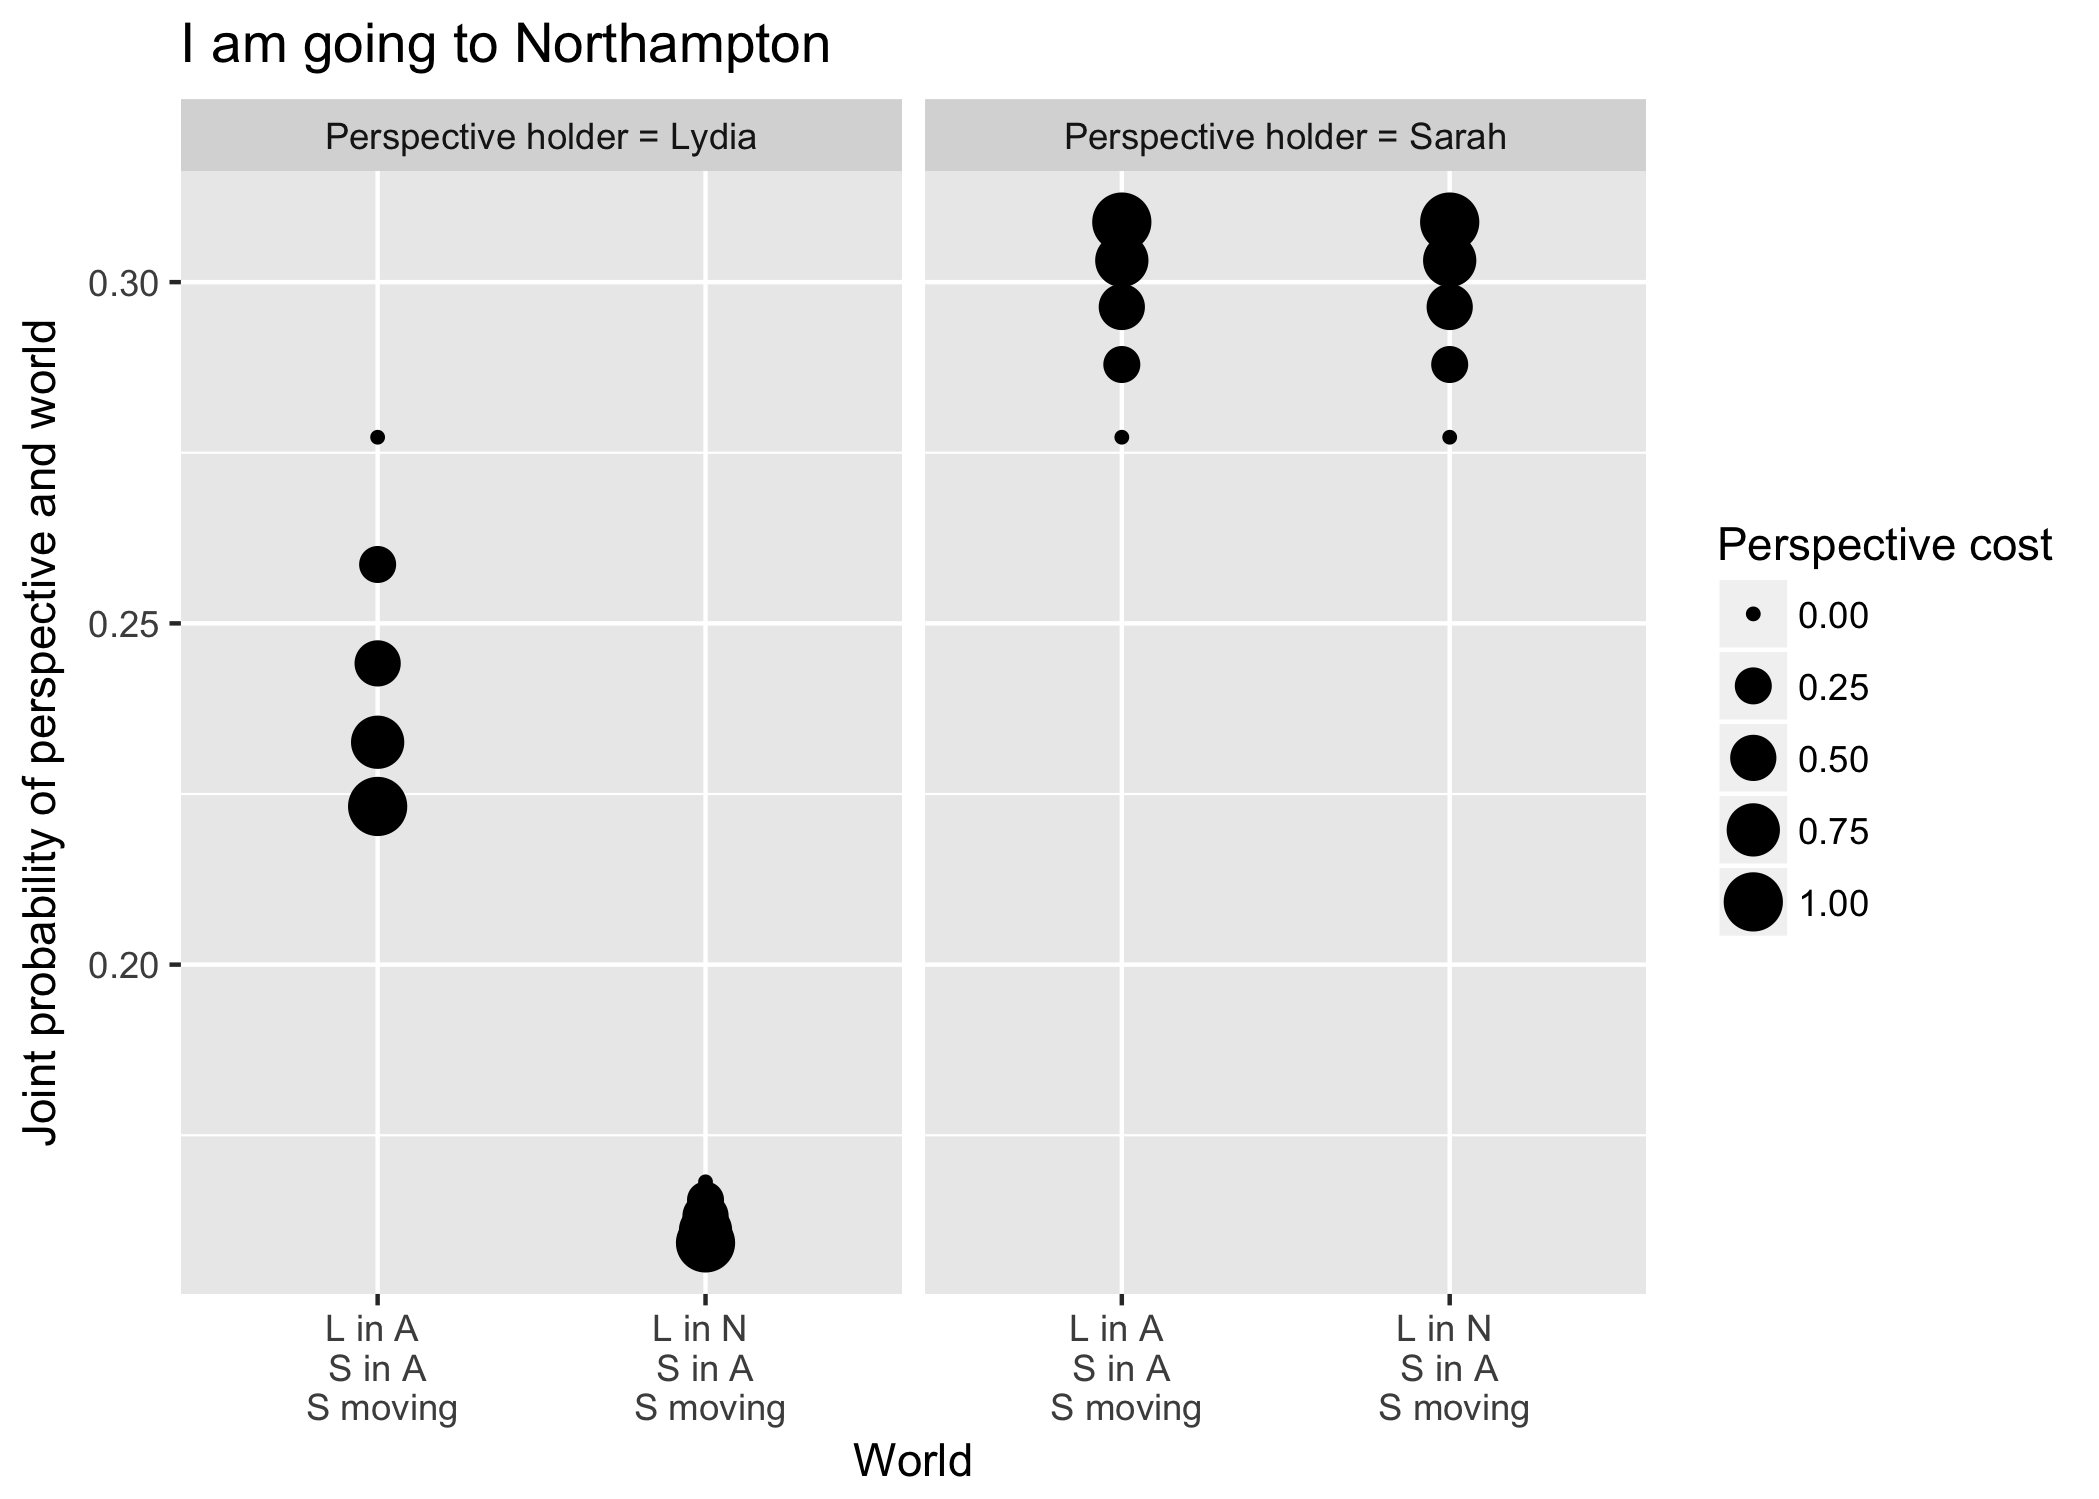 I am going to Northampton
Perspective holder = Lydia
Perspective holder = Sarah
Joint probability of perspective and world
0.30
0.25
0.20
L in A
S in A
S moving
L in N
S in A
S moving
L in A
S in A
S moving
L in N
S in A
S moving
World
Perspective cost
0.00
0.25
0.50
0.75
1.00